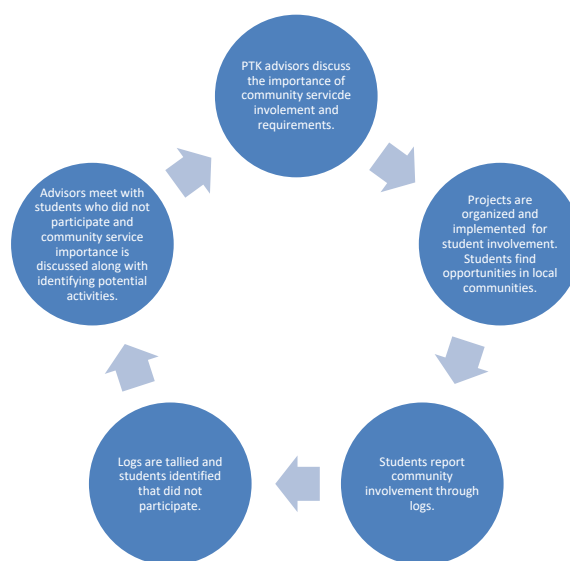 PTK advisors discuss
the importance of
community servicde
involement and
requirements.
Projects are
organized and
implemented for
student involvement.
Students find
opportunities in local
communities.
Students report
community
involvement through
logs.
Logs are tallied and
students identified
that did not
participate.
Advisors meet with
students who did not
participate and
community service
importance is
discussed along with
identifying potential
activities.